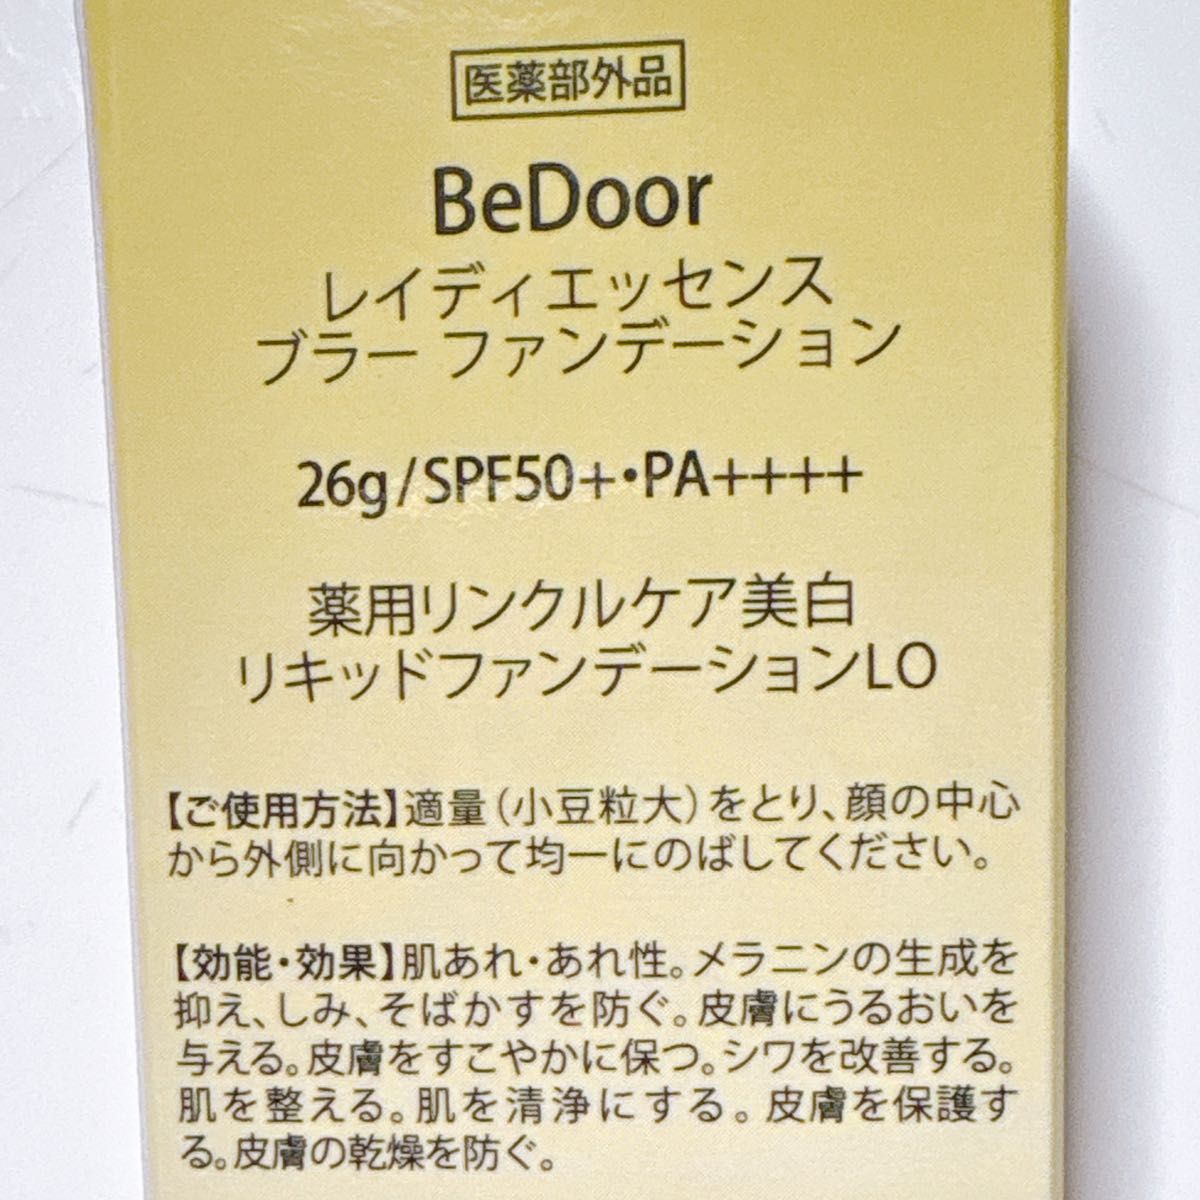 医薬部外品
BeDoor
レイディエッセンス
ブラー ファンデーション
26g/SPF50+・PA++++
薬用リンクルケア美白
リキッドファンデーションLO
【ご使用方法】適量（小豆粒大）をとり、顔の中心
から外側に向かって均一にのばしてください。
【効能・効果】肌あれ・あれ性。メラニンの生成を
抑え、しみ、そばかすを防ぐ。皮膚にうるおいを
与える。皮膚をすこやかに保つ。シワを改善する。
肌を整える。肌を清浄にする。皮膚を保護す
る。皮膚の乾燥を防ぐ。